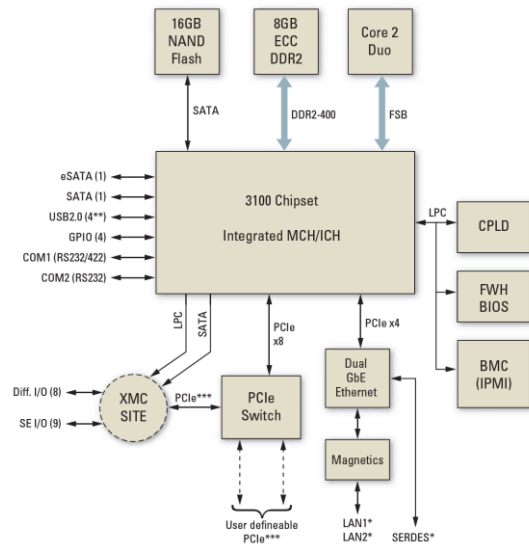 16GB
NAND
Flash
8GB
ECC
DDR2
Core 2
Duo
SATA
DDR2-400
FSB
eSATA (1)
SATA (1)
USB2.0 (4**)
GPIO (4)
COM1 (RS232/422)
COM2 (RS232)
3100 Chipset
Integrated MCH/ICH
LPC
CPLD
FWH
BIOS
BMC
(IPMI)
LPC
SATA
PCIe
x8
PCIe x4
Diff. I/O (8)
SE I/O (9)
XMC
SITE
PCIe***
PCIe
Switch
Dual
GbE
Ethernet
Magnetics
User defineable
PCIe***
LAN1*
LAN2*
SERDES*